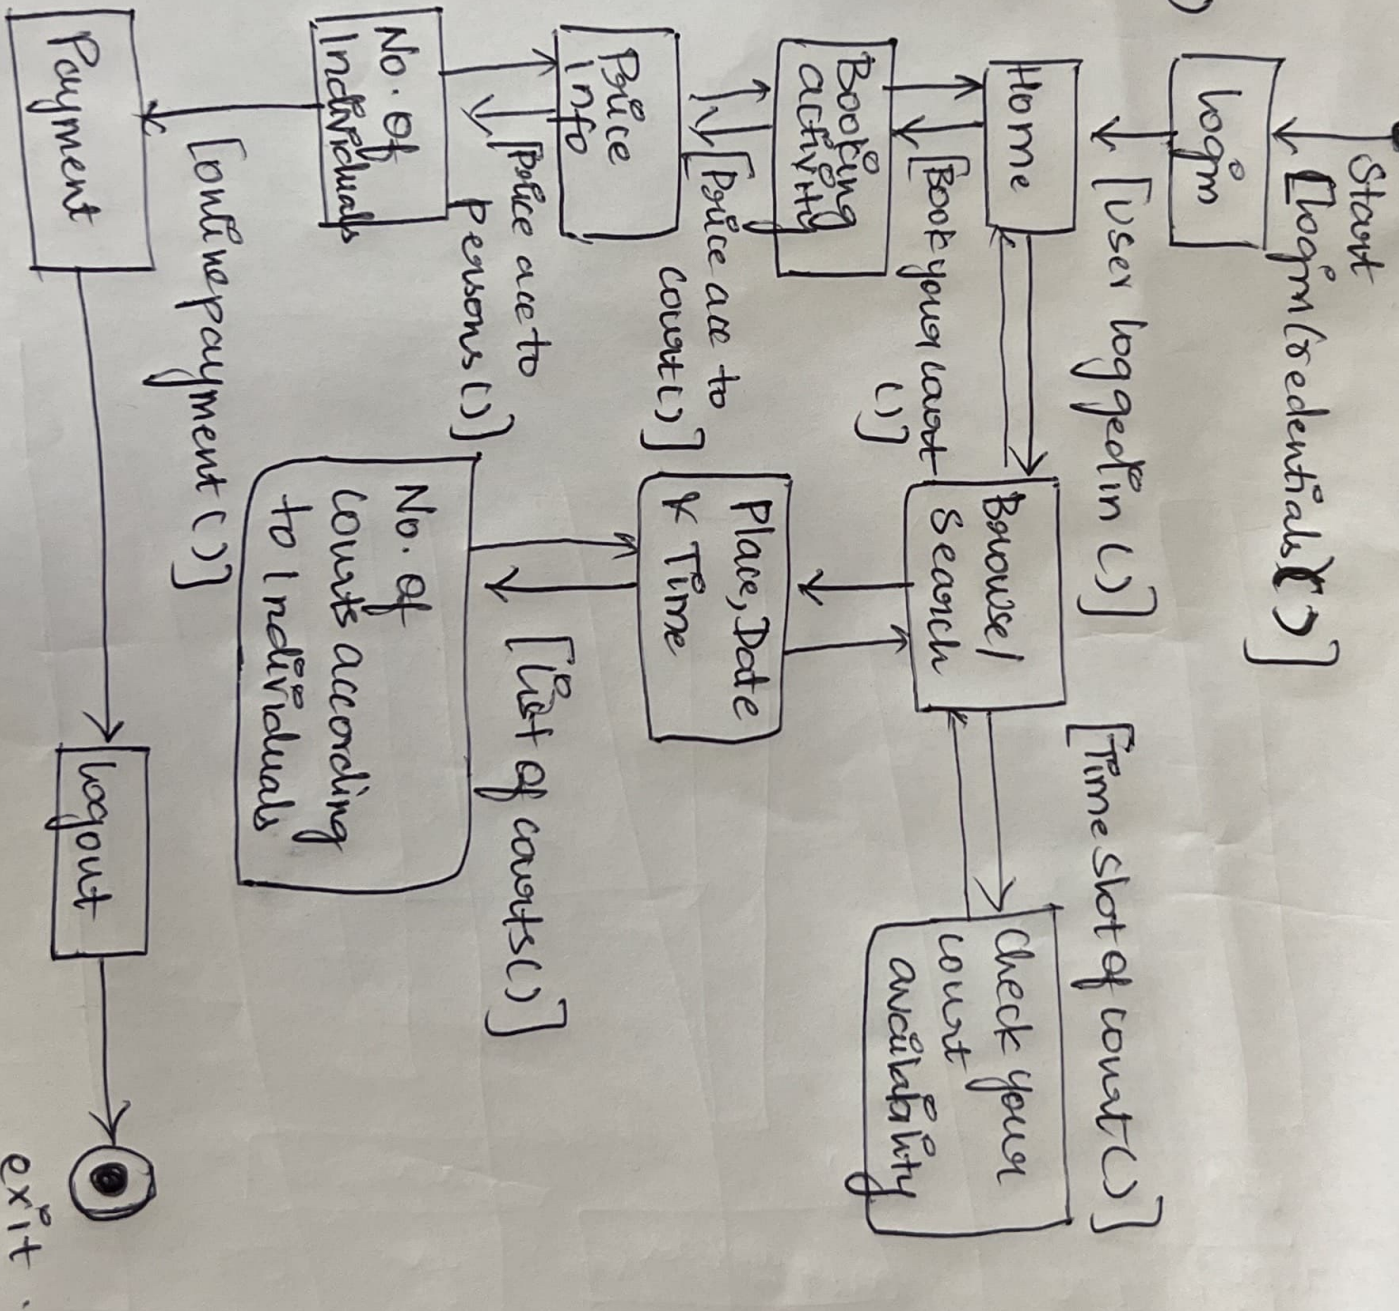 Start
[login Credentials()]
login
[user logged in ()]
Home
Browse/
Search
[Time slot of court()]
Check your
court
availability
[Book your court
()]
Booking
activity
Place, Date
& Time
[Price acc to
court()]
Price
info
[list of courts()]
[Price acc to
persons()]
No. of
Individuals
No. of
Courts according
to Individuals
[onlinepayment()]
Payment
logout
exit.